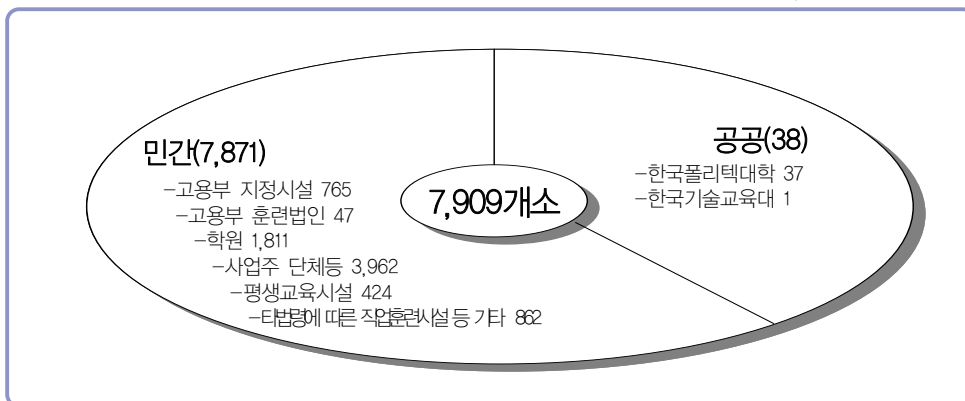 민간(7,871)
-고용부 지정시설 765
-고용부 훈련법인 47
-학원 1,811
-사업주 단체등 3,962
-평생교육시설 424
-타법령에 따른 직업훈련시설 등 기타 862
7,909개소
공공(38)
-한국폴리텍대학 37
-한국기술교육대 1